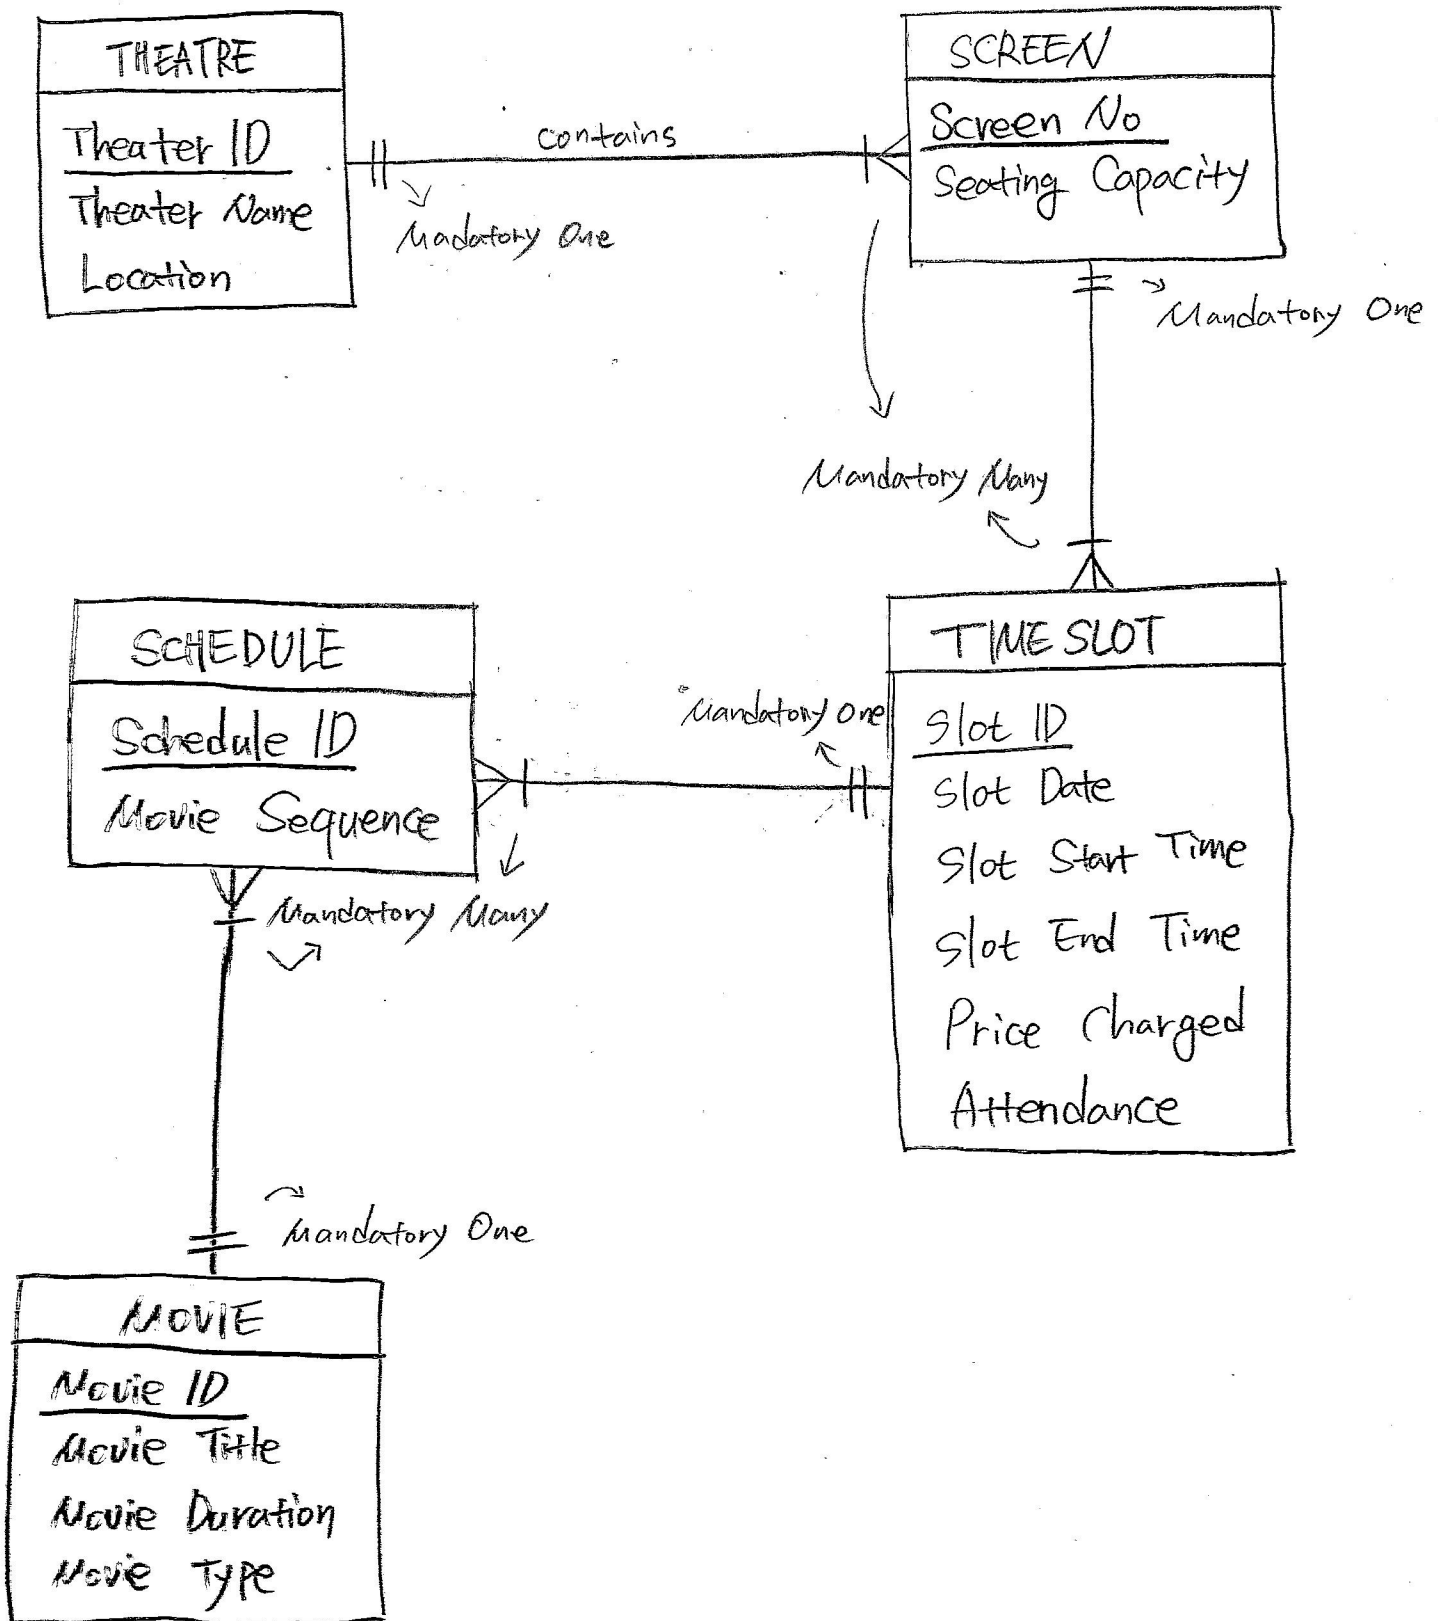 THEATRE
Theater ID
Theater Name
Location
contains
Madatory One
SCREEN
Screen No
Seating Capacity
Mandatory One
Mandatory Many
SCHEDULE
Schedule ID
Movie Sequence
Mandatory Many
Mandatory One
TIME SLOT
Slot ID
Slot Date
Slot Start Time
Slot End Time
Price Charged
Attendance
Mandatory One
MOVIE
Movie ID
Movie Title
Movie Duration
Movie Type